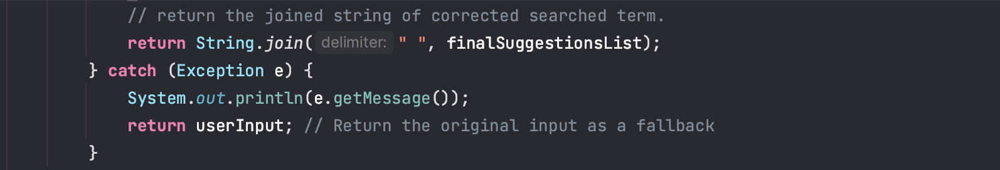 // return the joined string of corrected searched term.
return String.join( delimiter: " ", finalSuggestionsList);
} catch (Exception e) {
System.out.println(e.getMessage());
return userInput; // Return the original input as a fallback
}